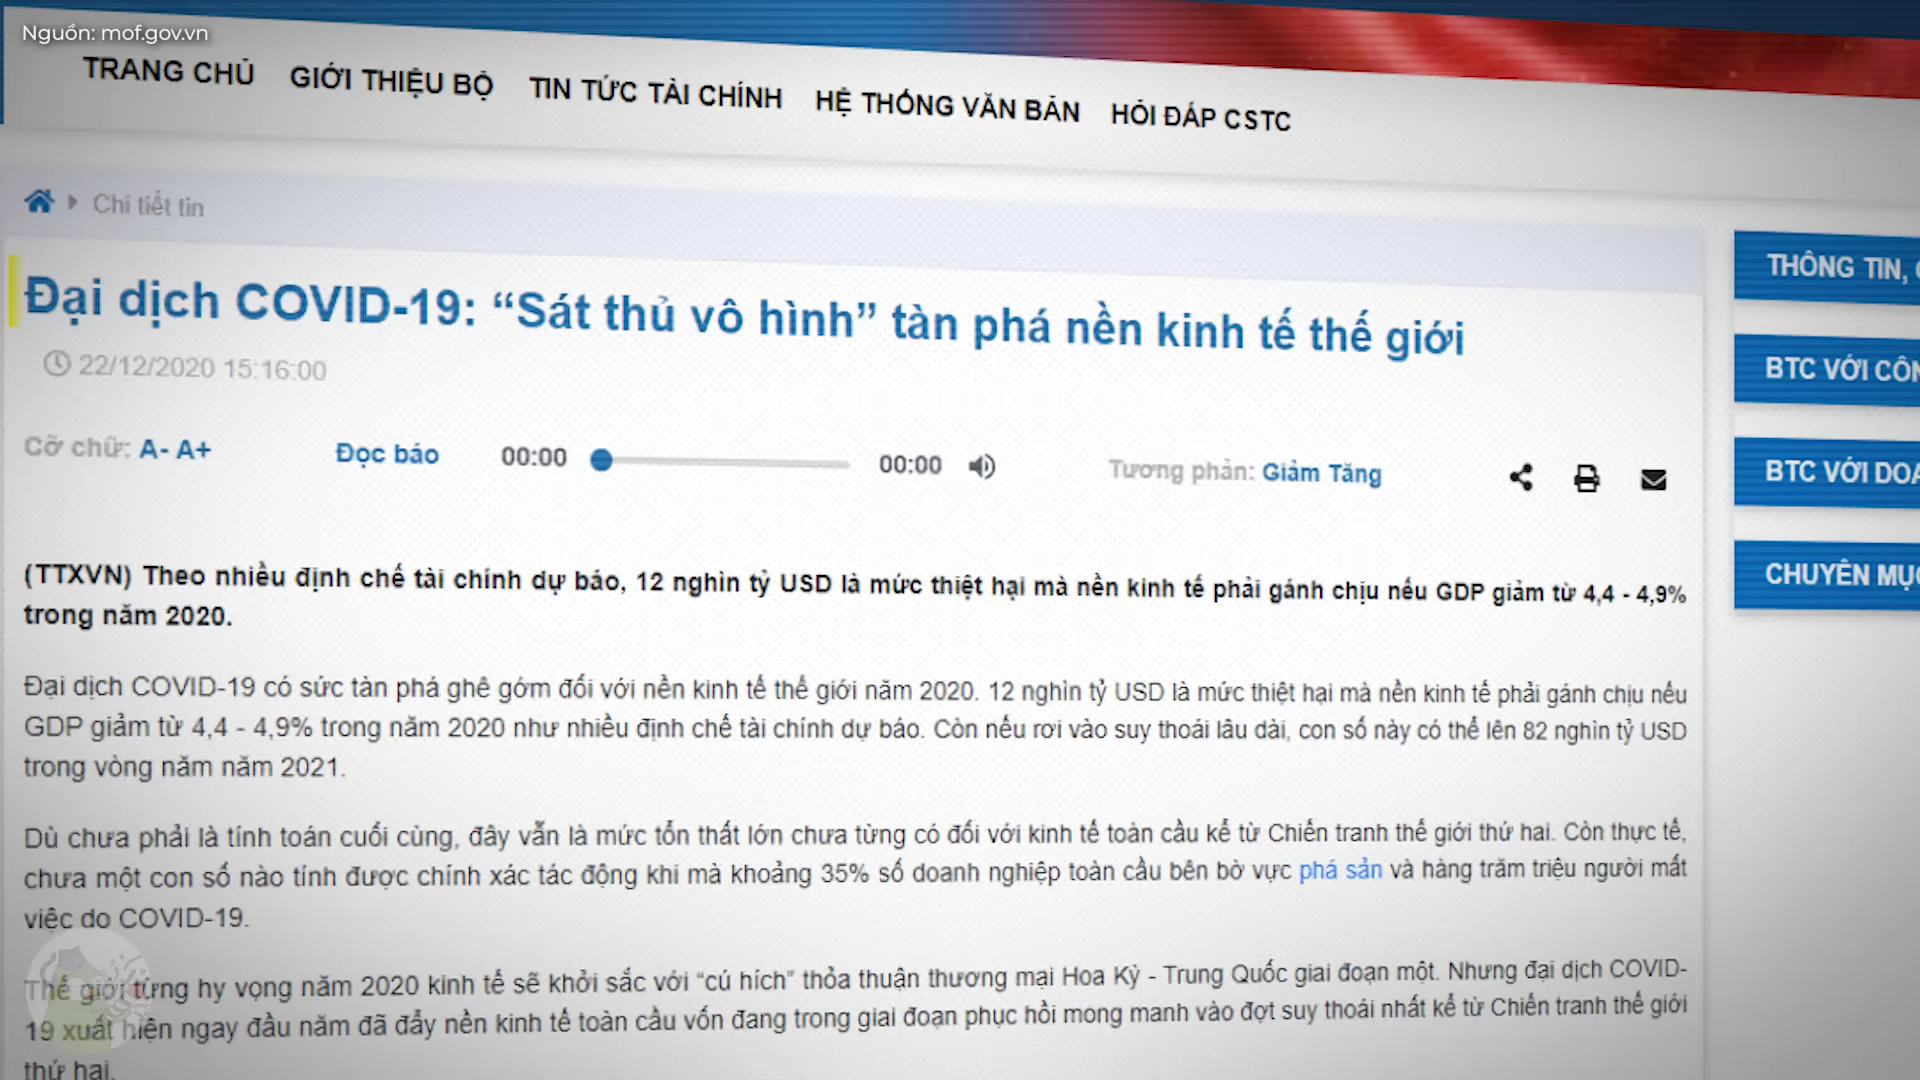 Nguồn: mof.gov.vn
TRANG CHỦ GIỚI THIỆU BỘ TIN TỨC TÀI CHÍNH HỆ THỐNG VĂN BẢN HỎI ĐÁP CSTC
Chi tiết tin
Đại dịch COVID-19: “Sát thủ vô hình” tàn phá nền kinh tế thế giới
22/12/2020 15:16:00
Cỡ chữ: A- A+ Đọc báo 00:00 00:00 Tương phản: Giảm Tăng
(TTXVN) Theo nhiều định chế tài chính dự báo, 12 nghìn tỷ USD là mức thiệt hại mà nền kinh tế phải gánh chịu nếu GDP giảm từ 4,4 - 4,9%
trong năm 2020.
Đại dịch COVID-19 có sức tàn phá ghê gớm đối với nền kinh tế thế giới năm 2020. 12 nghìn tỷ USD là mức thiệt hại mà nền kinh tế phải gánh chịu nếu
GDP giảm từ 4,4 - 4,9% trong năm 2020 như nhiều định chế tài chính dự báo. Còn nếu rơi vào suy thoái lâu dài, con số này có thể lên 82 nghìn tỷ USD
trong vòng năm năm 2021.
Dù chưa phải là tính toán cuối cùng, đây vẫn là mức tổn thất lớn chưa từng có đối với kinh tế toàn cầu kể từ Chiến tranh thế giới thứ hai. Còn thực tế,
chưa một con số nào tính được chính xác tác động khi mà khoảng 35% số doanh nghiệp toàn cầu bên bờ vực phá sản và hàng trăm triệu người mất
việc do COVID-19.
Thế giới từng hy vọng năm 2020 kinh tế sẽ khởi sắc với “cú hích” thỏa thuận thương mại Hoa Kỳ - Trung Quốc giai đoạn một. Nhưng đại dịch COVID-
19 xuất hiện ngay đầu năm đã đẩy nền kinh tế toàn cầu vốn đang trong giai đoạn phục hồi mong manh vào đợt suy thoái nhất kể từ Chiến tranh thế giới
thứ hai.
THÔNG TIN,
BTC VỚI CÔN
BTC VỚI DOA
CHUYÊN MỤC